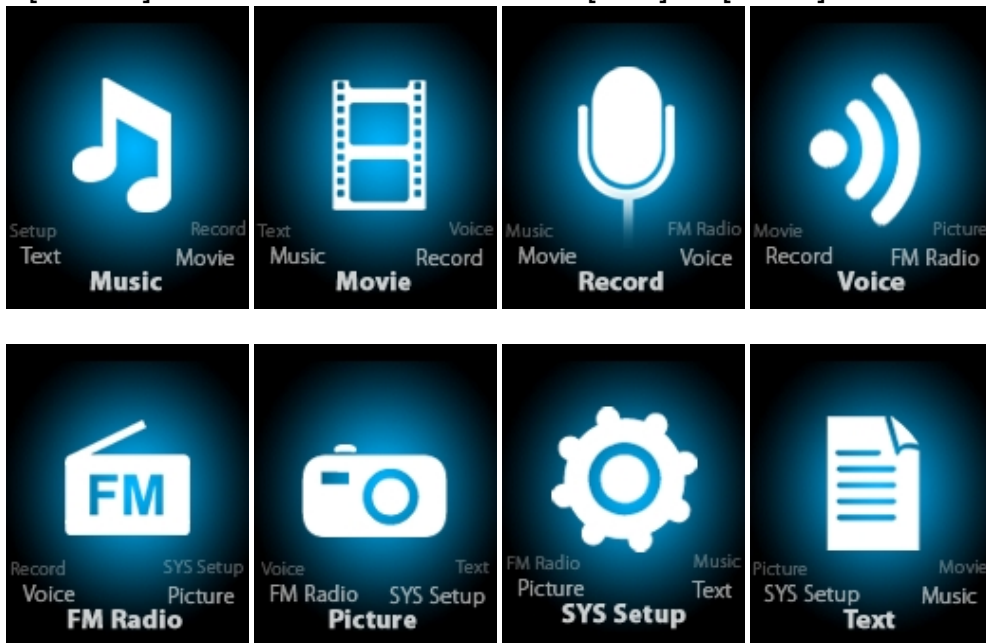 Setup Record
Text Movie
Music
Text Voice
Music Record
Movie
Music FM Radio
Movie Voice
Record
Movie Picture
Record FM Radio
Voice
FM
Record SYS Setup
Voice Picture
FM Radio
Voice Text
FM Radio SYS Setup
Picture
FM Radio Music
Picture Text
SYS Setup
Picture Movie
SYS Setup Music
Text